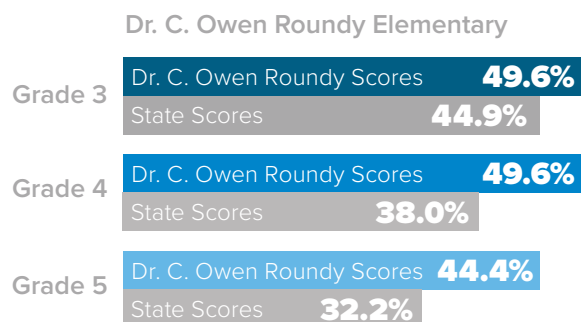 Dr. C. Owen Roundy Elementary
Grade 3
Dr. C. Owen Roundy Scores 49.6%
State Scores 44.9%
Grade 4
Dr. C. Owen Roundy Scores 49.6%
State Scores 38.0%
Grade 5
Dr. C. Owen Roundy Scores 44.4%
State Scores 32.2%